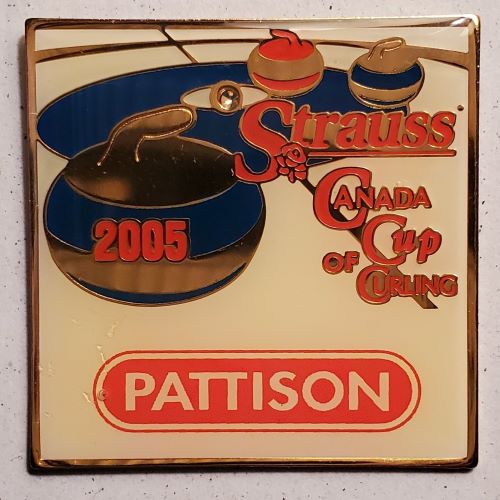 Strauss
CANADA
CUP
OF
CURLING
2005
PATTISON